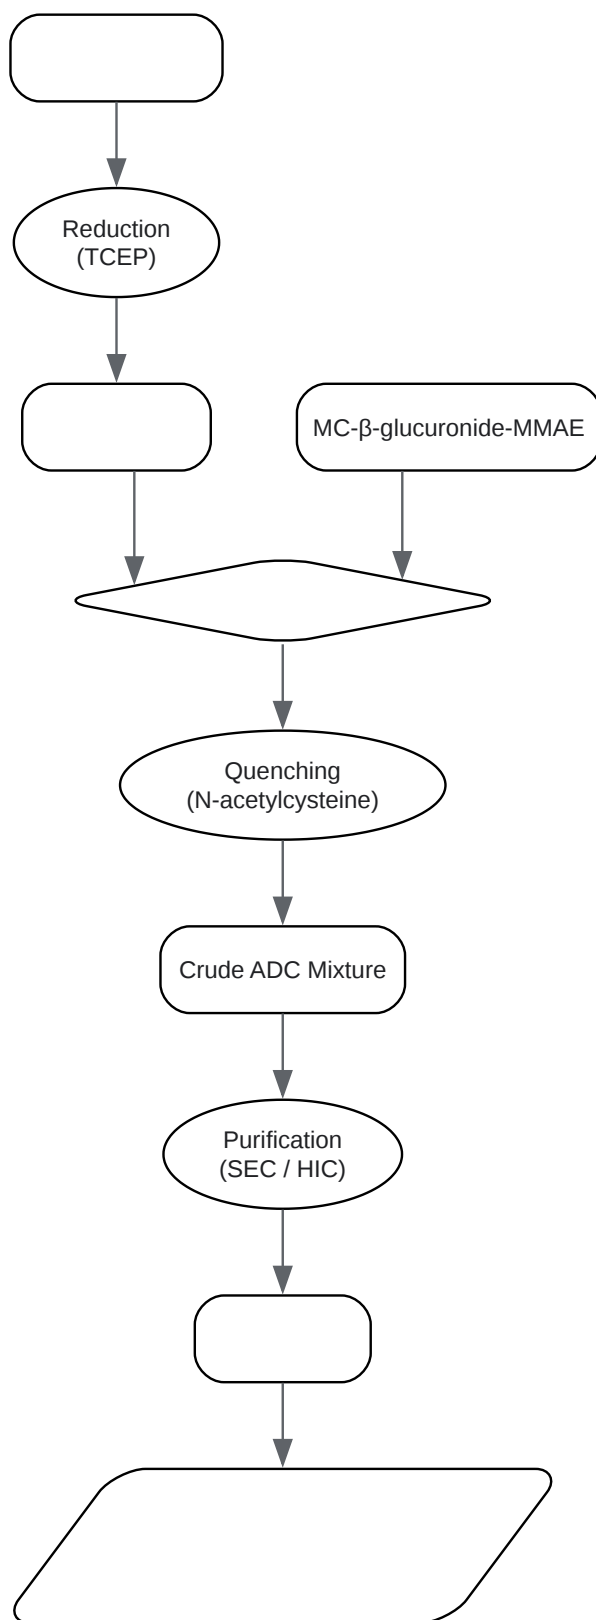 Reduction
(TCEP)
MC-β-glucuronide-MMAE
Quenching
(N-acetylcysteine)
Crude ADC Mixture
Purification
(SEC / HIC)